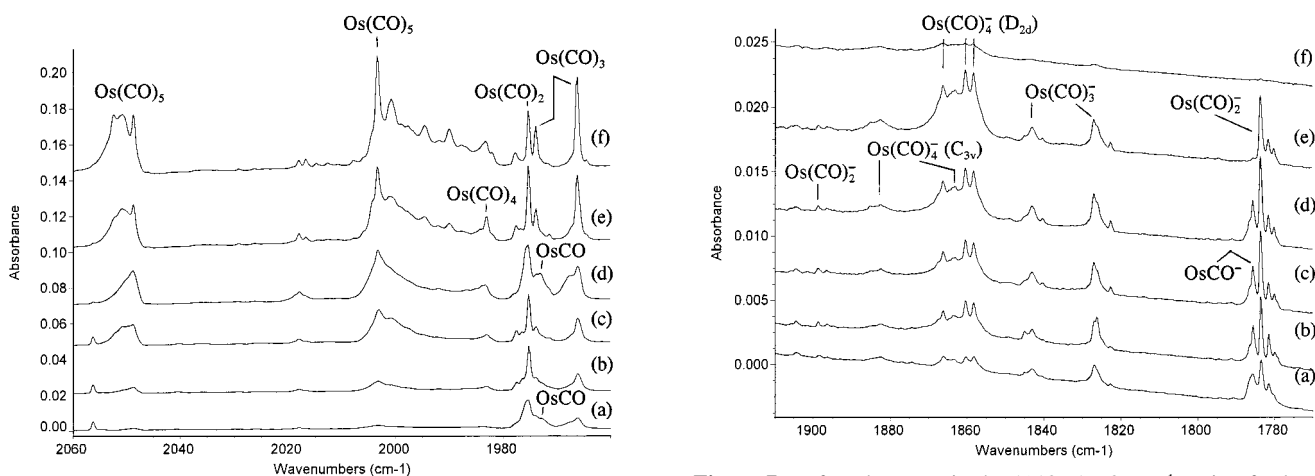 Os(CO)5
Os(CO)5
Os(CO)2
Os(CO)3
Os(CO)4
OsCO
OsCO
(f)
(e)
(d)
(c)
(b)
(a)
0.20
0.18
0.16
0.14
0.12
0.10
0.08
0.06
0.04
0.02
0.00
Absorbance
2060 2040 2020 2000 1980
Wavenumbers (cm-1)
Os(CO)4− (D2d)
Os(CO)3−
Os(CO)2−
Os(CO)2−
Os(CO)4− (C3v)
OsCO−
(f)
(e)
(d)
(c)
(b)
(a)
0.025
0.020
0.015
0.010
0.005
0.000
Absorbance
1900 1880 1860 1840 1820 1800 1780
Wavenumbers (cm-1)